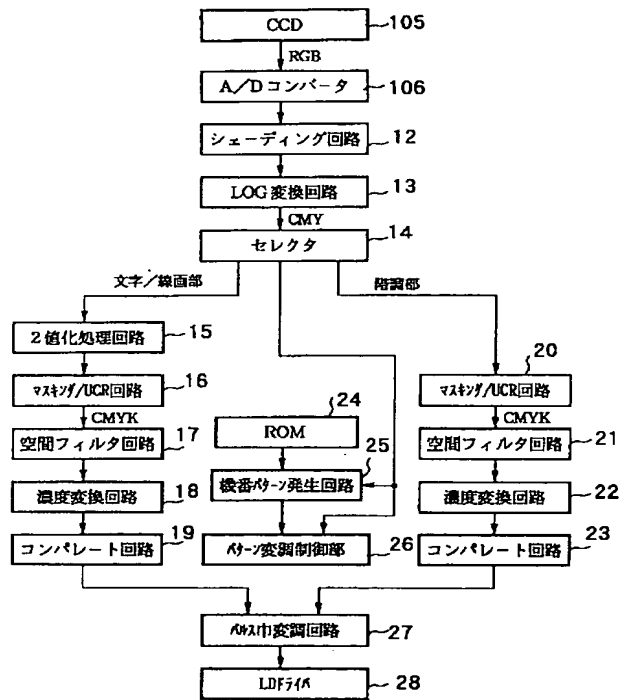 CCD 105
RGB
A/Dコンバータ 106
シェーディング回路 12
LOG変換回路 13
CMY
セレクタ 14
文字/線画部
階調部
2値化処理回路 15
マスキング/UCR回路 16
CMYK
空間フィルタ回路 17
濃度変換回路 18
コンパレート回路 19
ROM 24
機番パターン発生回路 25
パターン変調制御部 26
マスキング/UCR回路 20
CMYK
空間フィルタ回路 21
濃度変換回路 22
コンパレート回路 23
パルス巾変調回路 27
LDドライバ 28